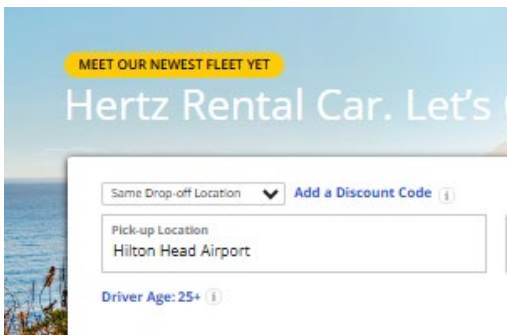 MEET OUR NEWEST FLEET YET
Hertz Rental Car. Let's
Same Drop-off Location Add a Discount Code i
Pick-up Location
Hilton Head Airport
Driver Age: 25+ i